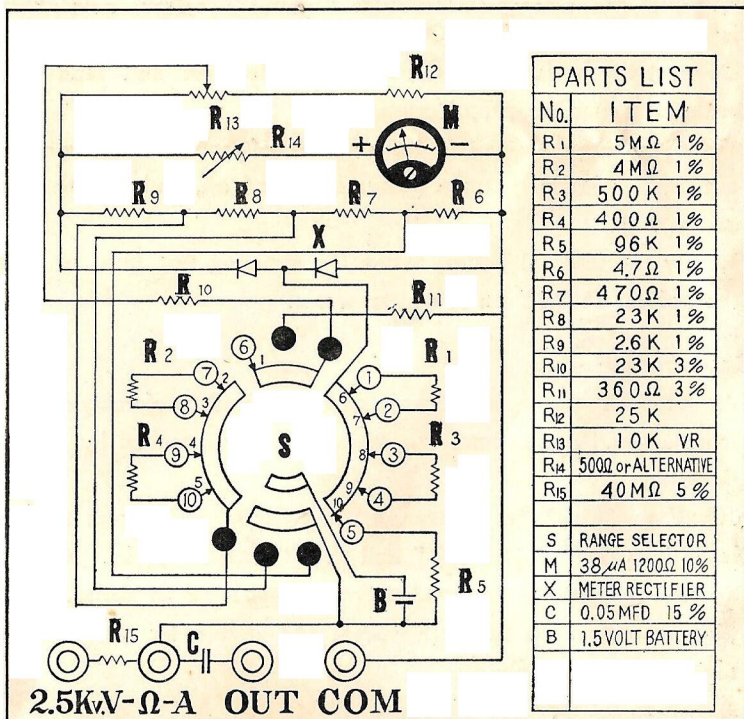 R12
R13
R14
+
M
−
R9
R8
R7
R6
X
R10
R11
R2
R1
R4
R3
S
R5
B
R15
C
1
2
3
4
5
6
7
8
9
10
①
②
③
④
⑤
⑥
⑦
⑧
⑨
⑩
2.5Kv.V-Ω-A OUT COM
PARTS LIST
No. ITEM
R1 5MΩ 1%
R2 4MΩ 1%
R3 500K 1%
R4 400Ω 1%
R5 96K 1%
R6 4.7Ω 1%
R7 470Ω 1%
R8 23K 1%
R9 2.6K 1%
R10 23K 3%
R11 360Ω 3%
R12 25K
R13 10K VR
R14 500Ω or ALTERNATIVE
R15 40MΩ 5%
S RANGE SELECTOR
M 38μA 1200Ω 10%
X METER RECTIFIER
C 0.05MFD 15%
B 1.5VOLT BATTERY